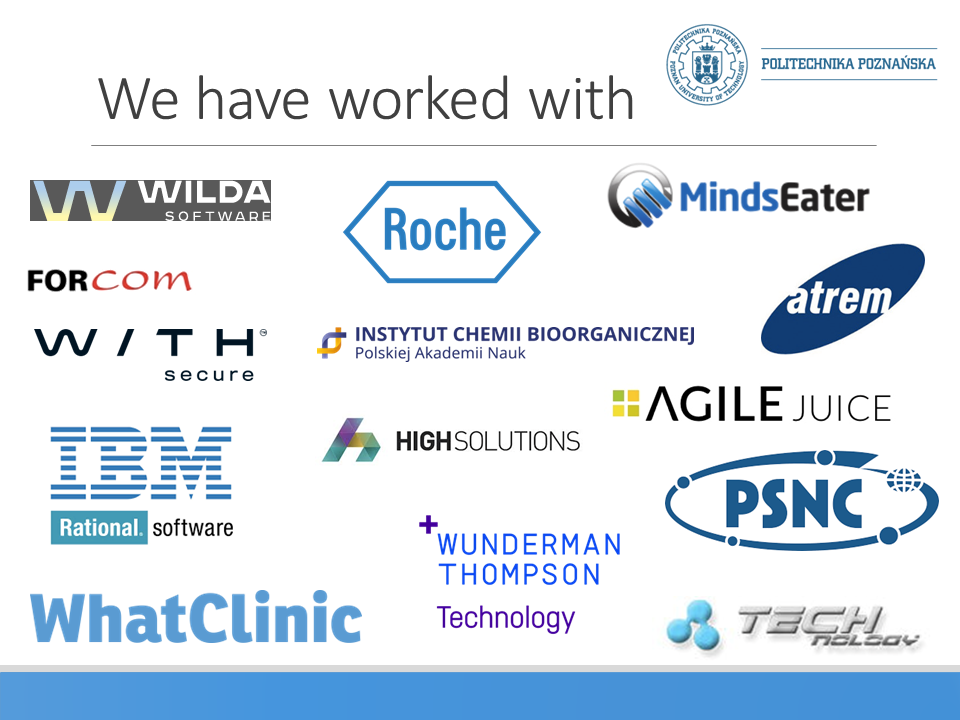 We have worked with
POLITECHNIKA POZNAŃSKA
POZNAN UNIVERSITY OF TECHNOLOGY
POLITECHNIKA POZNAŃSKA
W WILDA
SOFTWARE
Roche
MindsEater
FORcom
atrem
W / T H™
secure
INSTYTUT CHEMII BIOORGANICZNEJ
Polskiej Akademii Nauk
AGILE JUICE
HIGHSOLUTIONS
IBM
Rational. software
PSNC
WUNDERMAN
THOMPSON
Technology
WhatClinic
TECH
NOLOGY